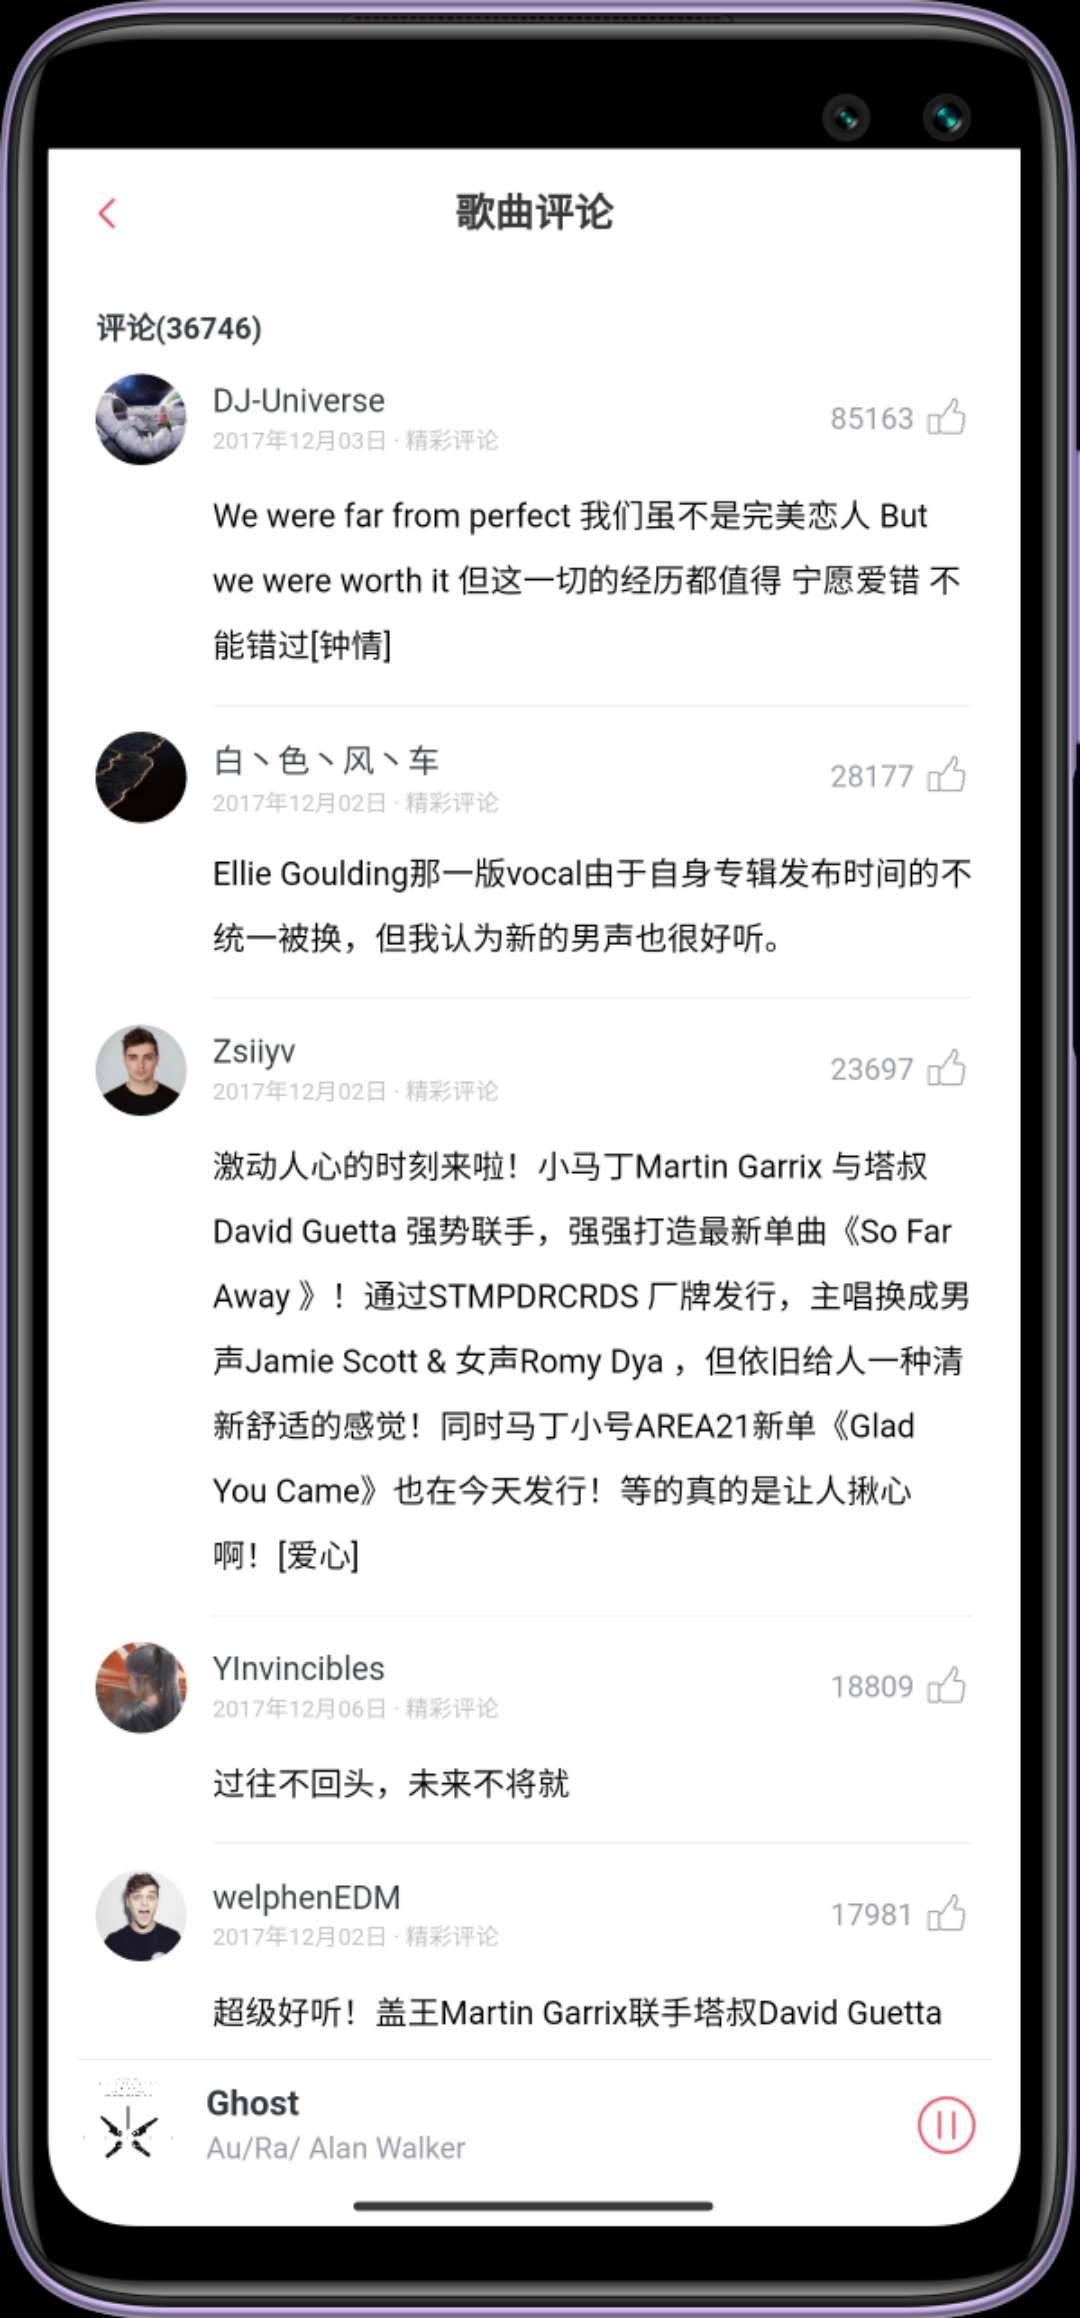 歌曲评论
评论(36746)
DJ-Universe
2017年12月03日 · 精彩评论
85163
We were far from perfect 我们虽不是完美恋人 But
we were worth it 但这一切的经历都值得 宁愿爱错 不
能错过[钟情]
白丶色丶风丶车
2017年12月02日 · 精彩评论
28177
Ellie Goulding那一版vocal由于自身专辑发布时间的不
统一被换，但我认为新的男声也很好听。
Zsiiyv
2017年12月02日 · 精彩评论
23697
激动人心的时刻来啦！小马丁Martin Garrix 与塔叔
David Guetta 强势联手，强强打造最新单曲《So Far
Away 》！通过STMPDRCRDS 厂牌发行，主唱换成男
声Jamie Scott & 女声Romy Dya ，但依旧给人一种清
新舒适的感觉！同时马丁小号AREA21新单《Glad
You Came》也在今天发行！等的真的是让人揪心
啊！[爱心]
YInvincibles
2017年12月06日 · 精彩评论
18809
过往不回头，未来不将就
welphenEDM
2017年12月02日 · 精彩评论
17981
超级好听！盖王Martin Garrix联手塔叔David Guetta
Ghost
Au/Ra/ Alan Walker